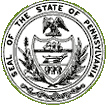 SEAL OF THE STATE OF PENNSYLVANIA